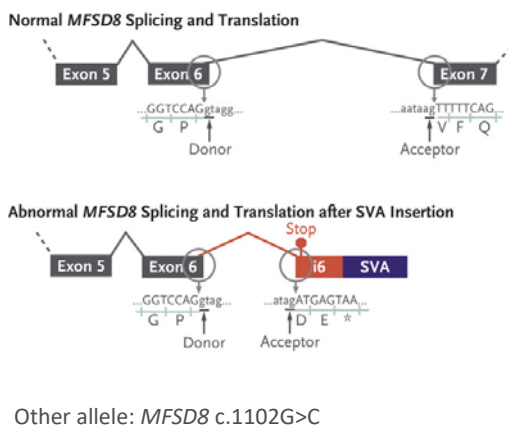 Normal MFSD8 Splicing and Translation
Exon 5 Exon 6 Exon 7
...GGTCCAGgtagg... ...aataagTTTTTCAG...
G P V F Q
Donor Acceptor
Abnormal MFSD8 Splicing and Translation after SVA Insertion
Stop
Exon 5 Exon 6 i6 SVA
...GGTCCAGgtag... ...atagATGAGTAA...
G P D E *
Donor Acceptor
Other allele: MFSD8 c.1102G>C